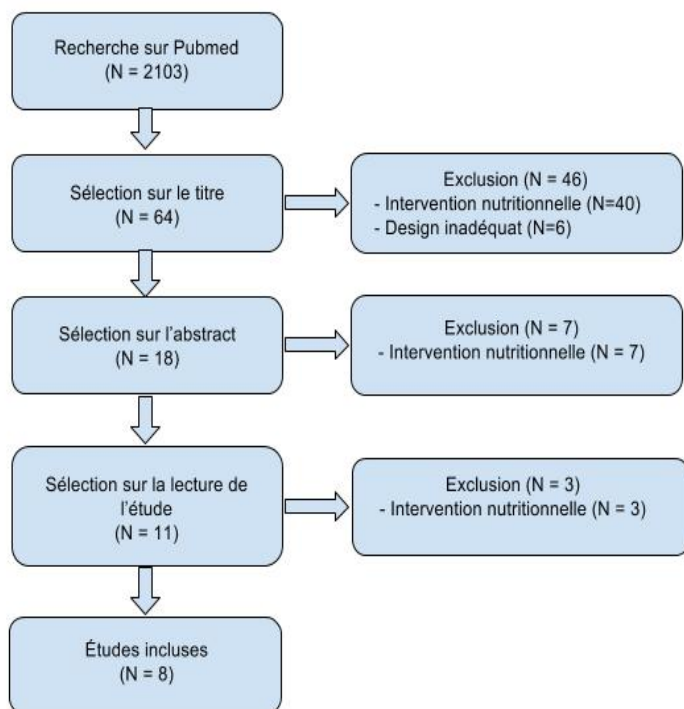 Recherche sur Pubmed
(N = 2103)
Sélection sur le titre
(N = 64)
Exclusion (N = 46)
- Intervention nutritionnelle (N=40)
- Design inadéquat (N=6)
Sélection sur l'abstract
(N = 18)
Exclusion (N = 7)
- Intervention nutritionnelle (N = 7)
Sélection sur la lecture de
l'étude
(N = 11)
Exclusion (N = 3)
- Intervention nutritionnelle (N = 3)
Études incluses
(N = 8)